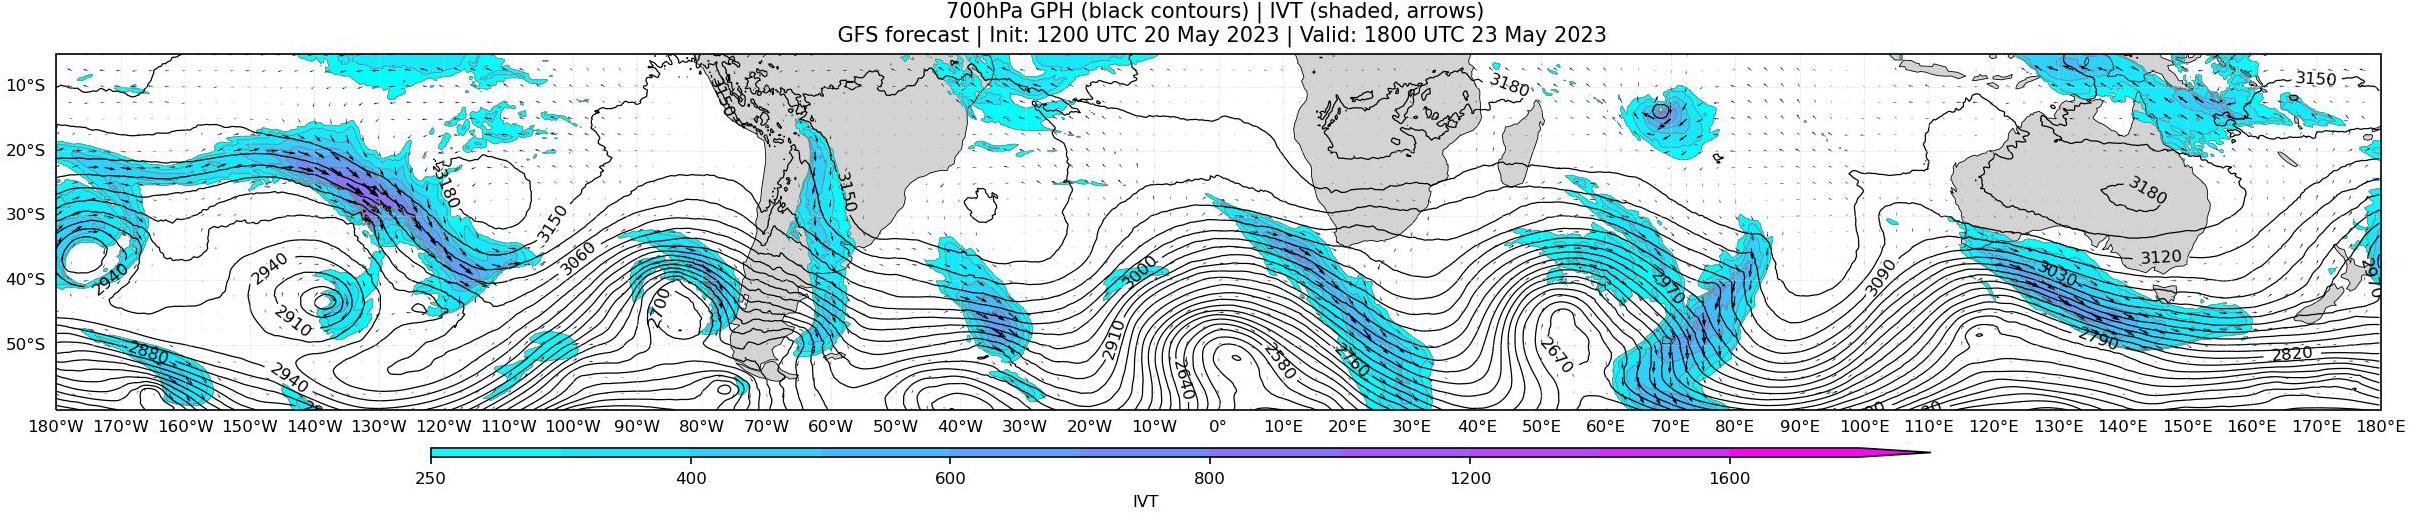 700hPa GPH (black contours) | IVT (shaded, arrows)
GFS forecast | Init: 1200 UTC 20 May 2023 | Valid: 1800 UTC 23 May 2023
10°S
20°S
30°S
40°S
50°S
3150
3180
3150
3180
3150
3150
3180
3060
2940
2940
2910
2880
2940
2700
3000
2910
2640
2580
2760
2970
2670
3090
3030
3120
2790
2820
180°W 170°W 160°W 150°W 140°W 130°W 120°W 110°W 100°W 90°W 80°W 70°W 60°W 50°W 40°W 30°W 20°W 10°W 0° 10°E 20°E 30°E 40°E 50°E 60°E 70°E 80°E 90°E 100°E 110°E 120°E 130°E 140°E 150°E 160°E 170°E 180°E
250 400 600 800 1200 1600
IVT